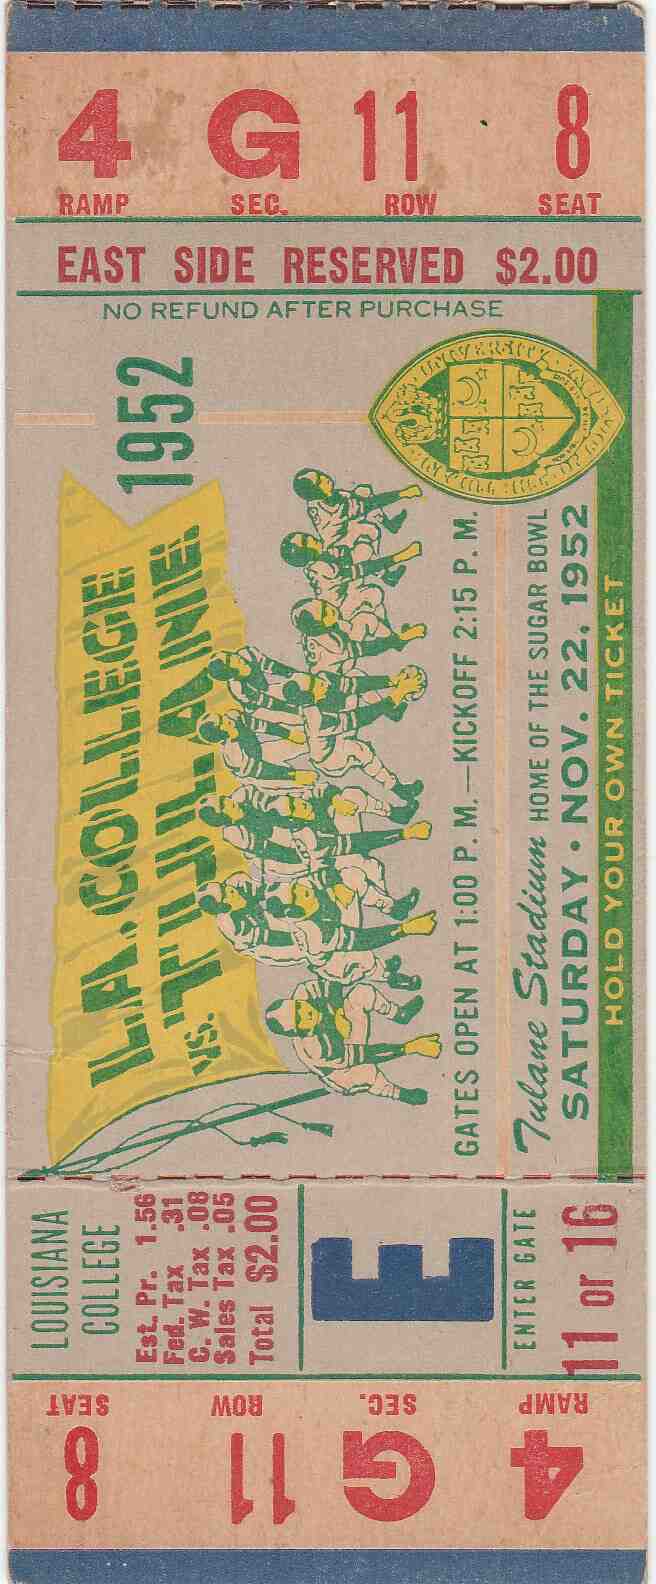 4 G 11 8
RAMP SEC. ROW SEAT
EAST SIDE RESERVED $2.00
NO REFUND AFTER PURCHASE
1952
L.A. COLLEGE
VS. TULANE
UNIVERSITY
GATES OPEN AT 1:00 P. M.—KICKOFF 2:15 P. M.
Tulane Stadium HOME OF THE SUGAR BOWL
SATURDAY • NOV. 22, 1952
HOLD YOUR OWN TICKET
LOUISIANA
COLLEGE
Est. Pr. 1.56
Fed. Tax .31
C. W. Tax .08
Sales Tax .05
Total $2.00
E
ENTER GATE
11 or 16
RAMP SEC. ROW SEAT
4 G 11 8